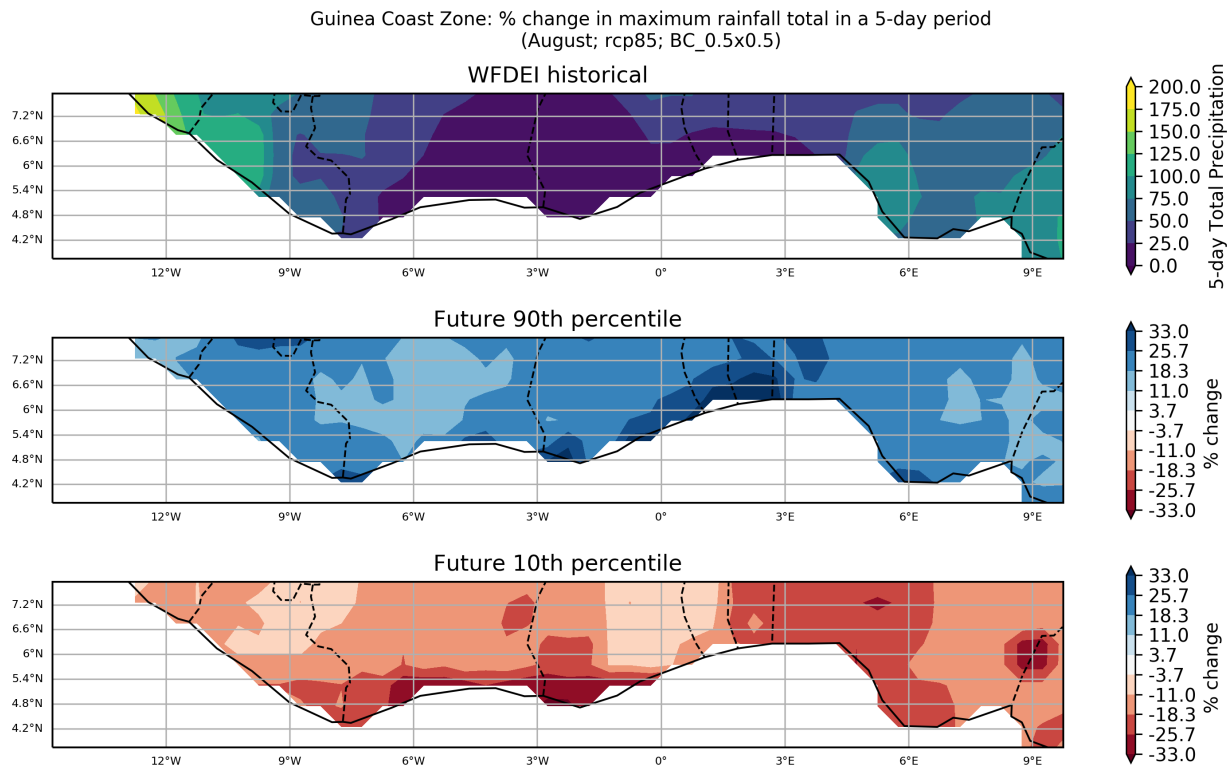 Guinea Coast Zone: % change in maximum rainfall total in a 5-day period
(August; rcp85; BC_0.5x0.5)
WFDEI historical
7.2°N
6.6°N
6°N
5.4°N
4.8°N
4.2°N
12°W 9°W 6°W 3°W 0° 3°E 6°E 9°E
200.0
175.0
150.0
125.0
100.0
75.0
50.0
25.0
0.0
5-day Total Precipitation
Future 90th percentile
7.2°N
6.6°N
6°N
5.4°N
4.8°N
4.2°N
12°W 9°W 6°W 3°W 0° 3°E 6°E 9°E
33.0
25.7
18.3
11.0
3.7
-3.7
-11.0
-18.3
-25.7
-33.0
% change
Future 10th percentile
7.2°N
6.6°N
6°N
5.4°N
4.8°N
4.2°N
12°W 9°W 6°W 3°W 0° 3°E 6°E 9°E
33.0
25.7
18.3
11.0
3.7
-3.7
-11.0
-18.3
-25.7
-33.0
% change